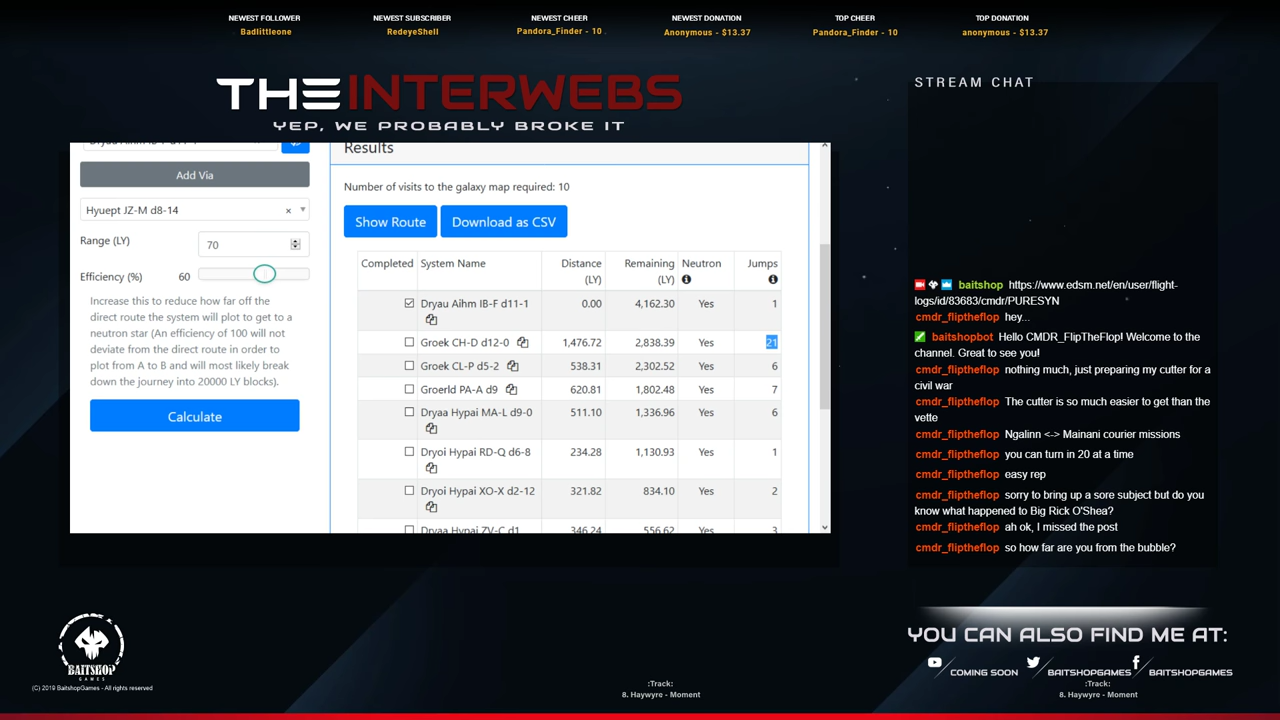 NEWEST FOLLOWER
Badlittleone
NEWEST SUBSCRIBER
RedeyeShell
NEWEST CHEER
Pandora_Finder - 10 .
NEWEST DONATION
Anonymous - $13.37
TOP CHEER
Pandora_Finder - 10
TOP DONATION
anonymous - $13.37
THEINTERWEBS
YEP, WE PROBABLY BROKE IT
Add Via
Hyuept JZ-M d8-14 ×
Range (LY) 70
Efficiency (%) 60
Increase this to reduce how far off the
direct route the system will plot to get to a
neutron star (An efficiency of 100 will not
deviate from the direct route in order to
plot from A to B and will most likely break
down the journey into 20000 LY blocks).
Calculate
Results
Number of visits to the galaxy map required: 10
Show Route Download as CSV
Completed System Name Distance (LY) Remaining (LY) Neutron Jumps
Dryau Aihm IB-F d11-1 0.00 4,162.30 Yes 1
Groek CH-D d12-0 1,476.72 2,838.39 Yes 21
Groek CL-P d5-2 538.31 2,302.52 Yes 6
Groerld PA-A d9 620.81 1,802.48 Yes 7
Dryaa Hypai MA-L d9-0 511.10 1,336.96 Yes 6
Dryoi Hypai RD-Q d6-8 234.28 1,130.93 Yes 1
Dryoi Hypai XO-X d2-12 321.82 834.10 Yes 2
Dryaa Hypai ZV-C d1 346.24 556.62 Yes 3
STREAM CHAT
baitshop https://www.edsm.net/en/user/flight-
logs/id/83683/cmdr/PURESYN
cmdr_fliptheflop hey...
baitshopbot Hello CMDR_FlipTheFlop! Welcome to the
channel. Great to see you!
cmdr_fliptheflop nothing much, just preparing my cutter for a
civil war
cmdr_fliptheflop The cutter is so much easier to get than the
vette
cmdr_fliptheflop Ngalinn <-> Mainani courier missions
cmdr_fliptheflop you can turn in 20 at a time
cmdr_fliptheflop easy rep
cmdr_fliptheflop sorry to bring up a sore subject but do you
know what happened to Big Rick O'Shea?
cmdr_fliptheflop ah ok, I missed the post
cmdr_fliptheflop so how far are you from the bubble?
YOU CAN ALSO FIND ME AT:
COMING SOON BAITSHOPGAMES BAITSHOPGAMES
BAITSHOP
GAMES
(C) 2019 BaitshopGames - All rights reserved
:Track:
8. Haywyre - Moment
:Track:
8. Haywyre - Moment